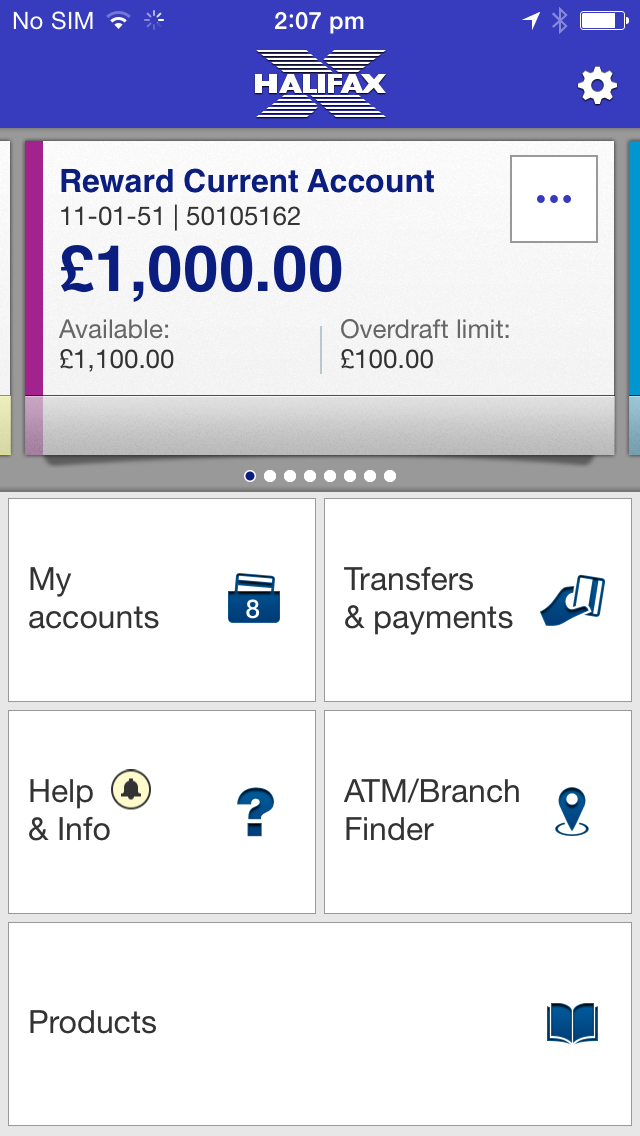 No SIM 2:07 pm
HALIFAX
Reward Current Account
11-01-51 | 50105162
£1,000.00
Available: Overdraft limit:
£1,100.00 £100.00
My
accounts
8
Transfers
& payments
Help
& Info
?
ATM/Branch
Finder
Products